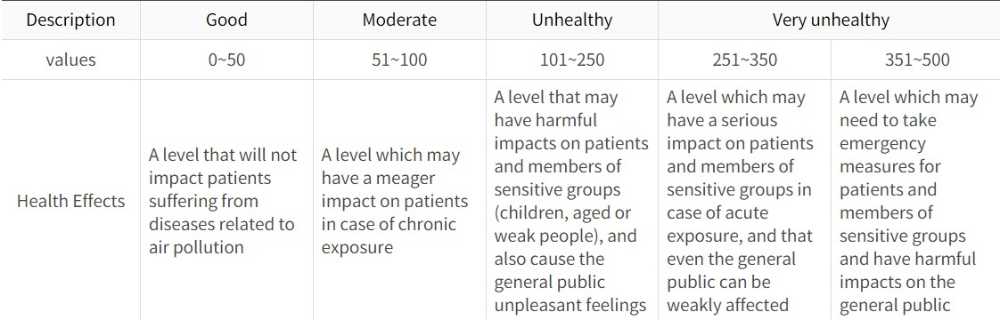 Description Good Moderate Unhealthy Very unhealthy
values 0~50 51~100 101~250 251~350 351~500
Health Effects
A level that will not
impact patients
suffering from
diseases related to
air pollution
A level which may
have a meager
impact on patients
in case of chronic
exposure
A level that may
have harmful
impacts on patients
and members of
sensitive groups
(children, aged or
weak people), and
also cause the
general public
unpleasant feelings
A level which may
have a serious
impact on patients
and members of
sensitive groups in
case of acute
exposure, and that
even the general
public can be
weakly affected
A level which may
need to take
emergency
measures for
patients and
members of
sensitive groups
and have harmful
impacts on the
general public